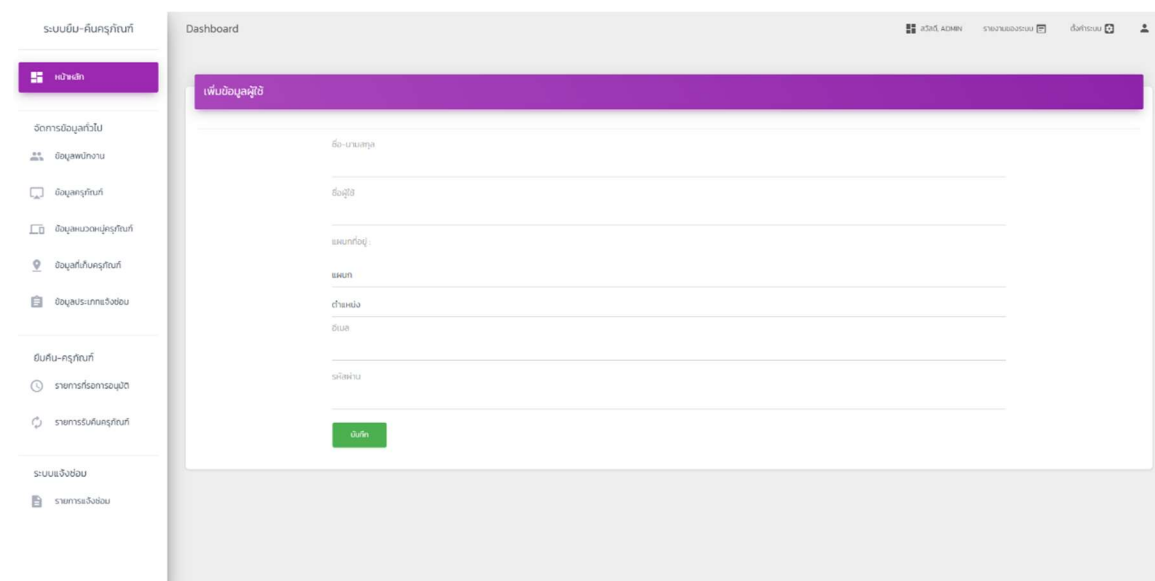 ระบบยืม-คืนครุภัณฑ์
Dashboard
สวัสดี, ADMIN
รายงานของระบบ
ตั้งค่าระบบ
หน้าหลัก
เพิ่มข้อมูลผู้ใช้
จัดการข้อมูลทั่วไป
ข้อมูลพนักงาน
ข้อมูลครุภัณฑ์
ข้อมูลหมวดหมู่ครุภัณฑ์
ข้อมูลที่เก็บครุภัณฑ์
ข้อมูลประเภทแจ้งซ่อม
ยืมคืน-ครุภัณฑ์
รายการที่รอการอนุมัติ
รายการรับคืนครุภัณฑ์
ระบบแจ้งซ่อม
รายการแจ้งซ่อม
ชื่อ-นามสกุล
ชื่อผู้ใช้
แผนกที่อยู่ :
แผนก
ตำแหน่ง
อีเมล
รหัสผ่าน
บันทึก